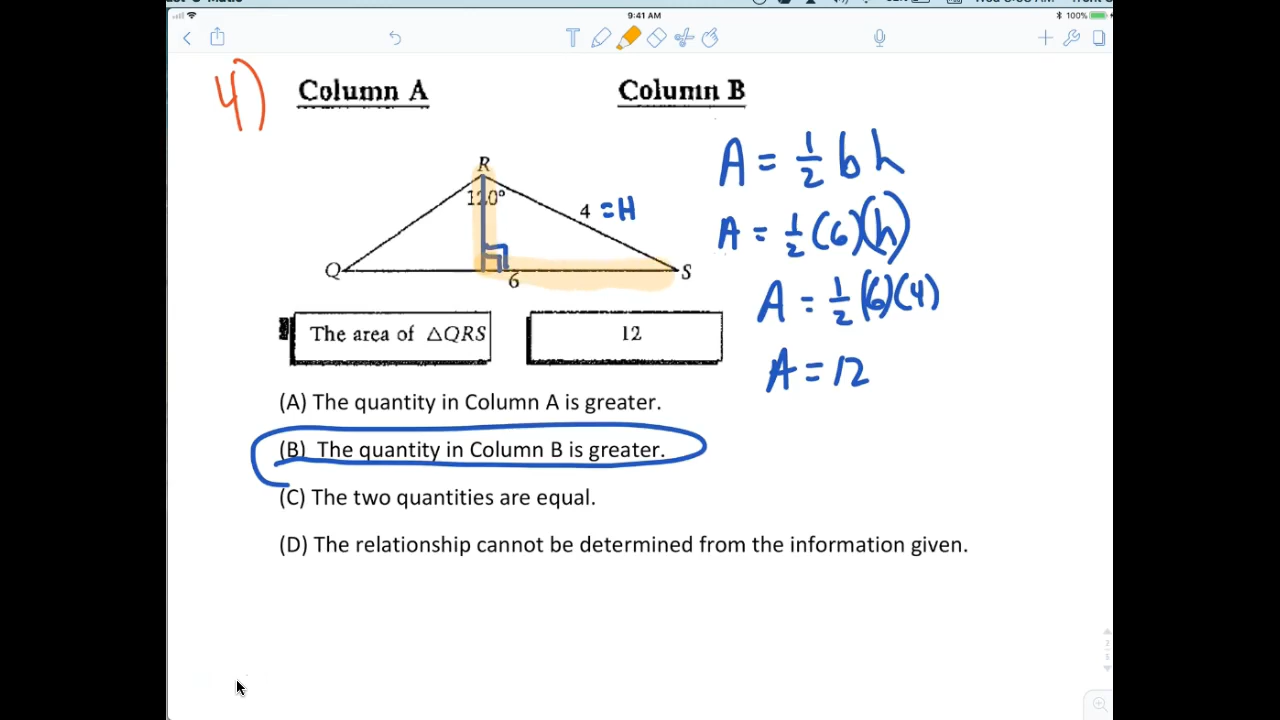 9:41 AM
100%
4)
Column A
Column B
R
120°
4 = H
Q
S
6
A = 1/2 b h
A = 1/2 (6)(h)
A = 1/2 (6)(4)
A = 12
The area of △QRS
12
(A) The quantity in Column A is greater.
(B) The quantity in Column B is greater.
(C) The two quantities are equal.
(D) The relationship cannot be determined from the information given.